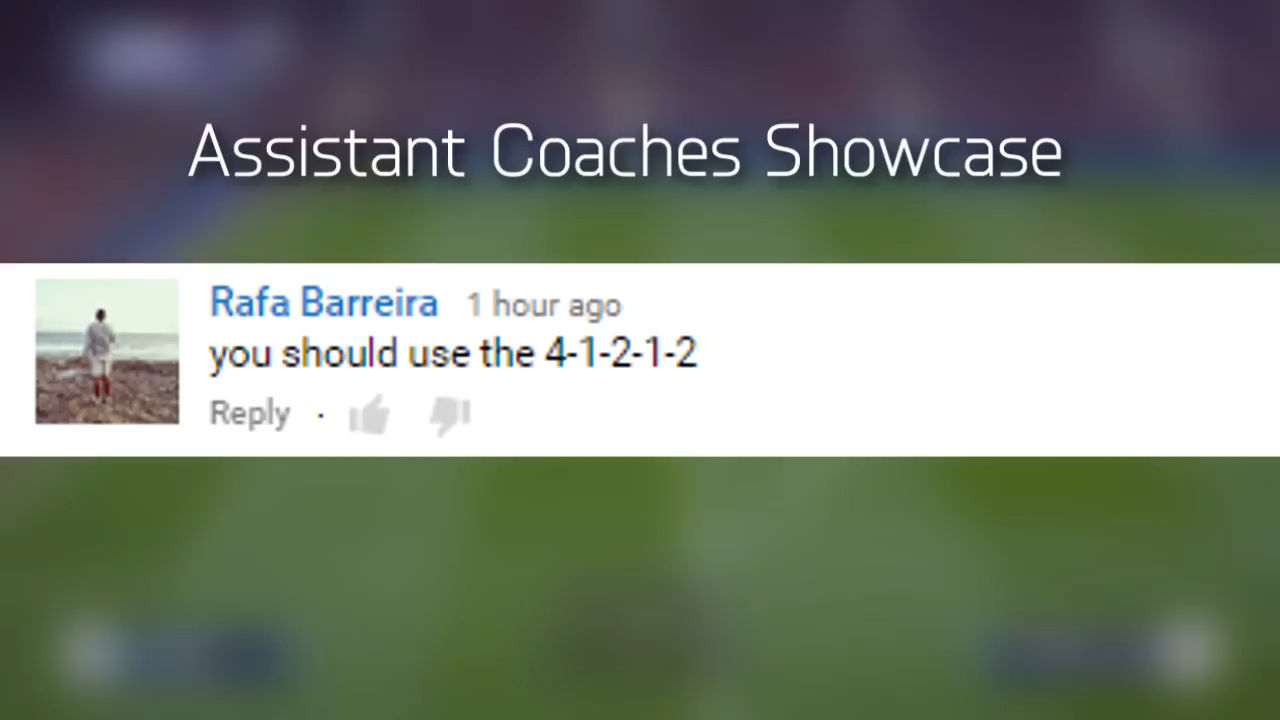 Assistant Coaches Showcase
Rafa Barreira 1 hour ago
you should use the 4-1-2-1-2
Reply ·